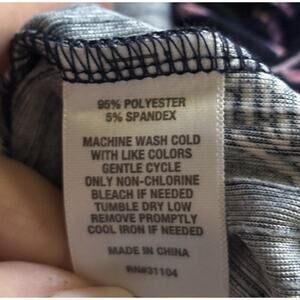 95% POLYESTER
5% SPANDEX
MACHINE WASH COLD
WITH LIKE COLORS
GENTLE CYCLE
ONLY NON-CHLORINE
BLEACH IF NEEDED
TUMBLE DRY LOW
REMOVE PROMPTLY
COOL IRON IF NEEDED
MADE IN CHINA
RN#31104